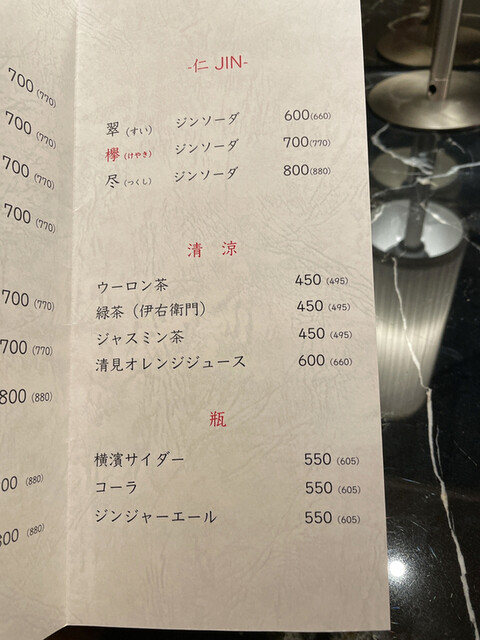 700 (770)
700 (770)
700 (770)
700 (770)
700 (770)
700 (770)
800 (880)
00 (880)
800 (880)
-仁 JIN-
翠 (すい) ジンソーダ 600(660)
欅 (けやき) ジンソーダ 700(770)
尽 (つくし) ジンソーダ 800(880)
清 涼
ウーロン茶 450 (495)
緑茶（伊右衛門） 450 (495)
ジャスミン茶 450 (495)
清見オレンジジュース 600 (660)
瓶
横濱サイダー 550 (605)
コーラ 550 (605)
ジンジャーエール 550 (605)